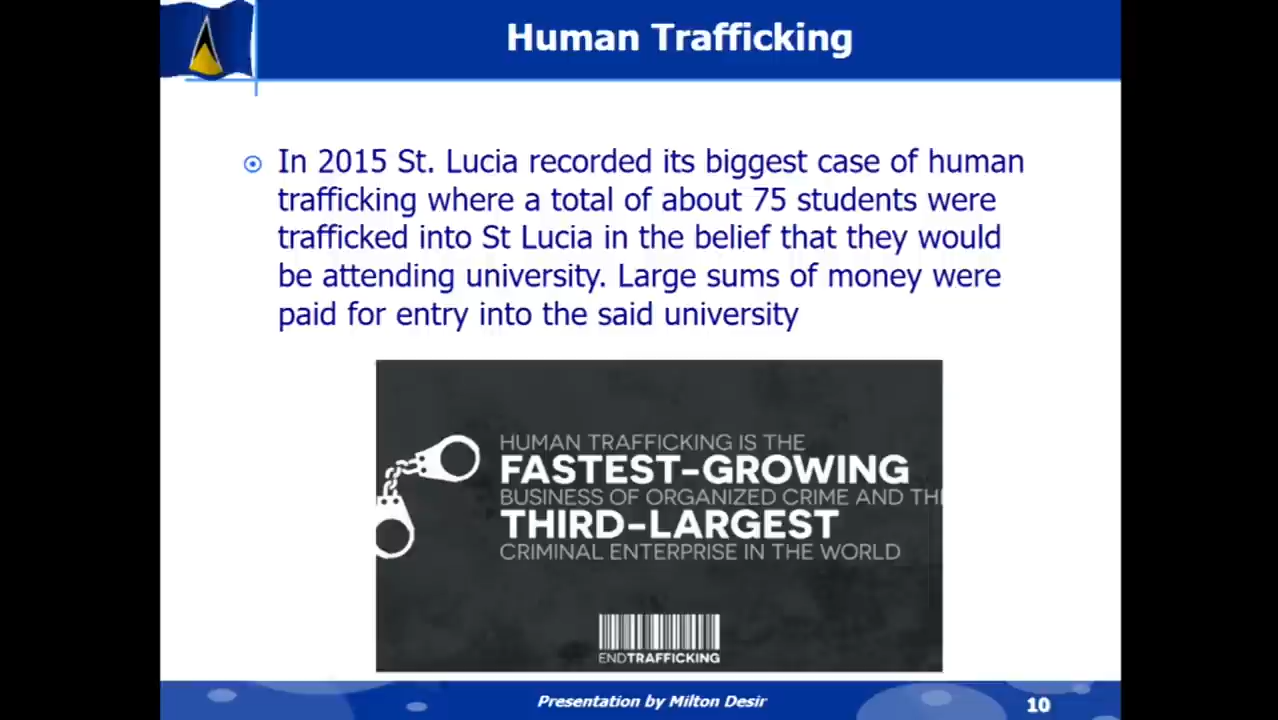 Human Trafficking
In 2015 St. Lucia recorded its biggest case of human
trafficking where a total of about 75 students were
trafficked into St Lucia in the belief that they would
be attending university. Large sums of money were
paid for entry into the said university
HUMAN TRAFFICKING IS THE
FASTEST-GROWING
BUSINESS OF ORGANIZED CRIME AND TH
THIRD-LARGEST
CRIMINAL ENTERPRISE IN THE WORLD
ENDTRAFFICKING
Presentation by Milton Desir
10